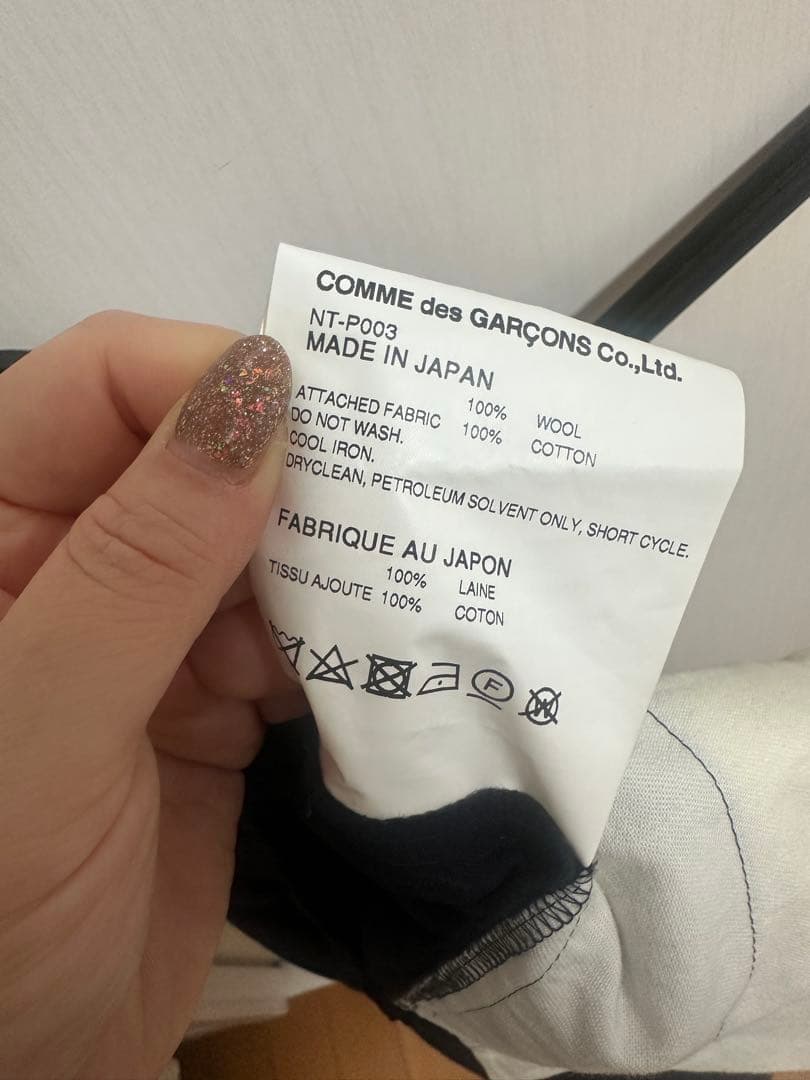 COMME des GARÇONS Co.,Ltd.
NT-P003
MADE IN JAPAN
100% WOOL
ATTACHED FABRIC 100% COTTON
DO NOT WASH.
COOL IRON.
DRYCLEAN, PETROLEUM SOLVENT ONLY, SHORT CYCLE.
FABRIQUE AU JAPON
100% LAINE
TISSU AJOUTE 100% COTON
F W